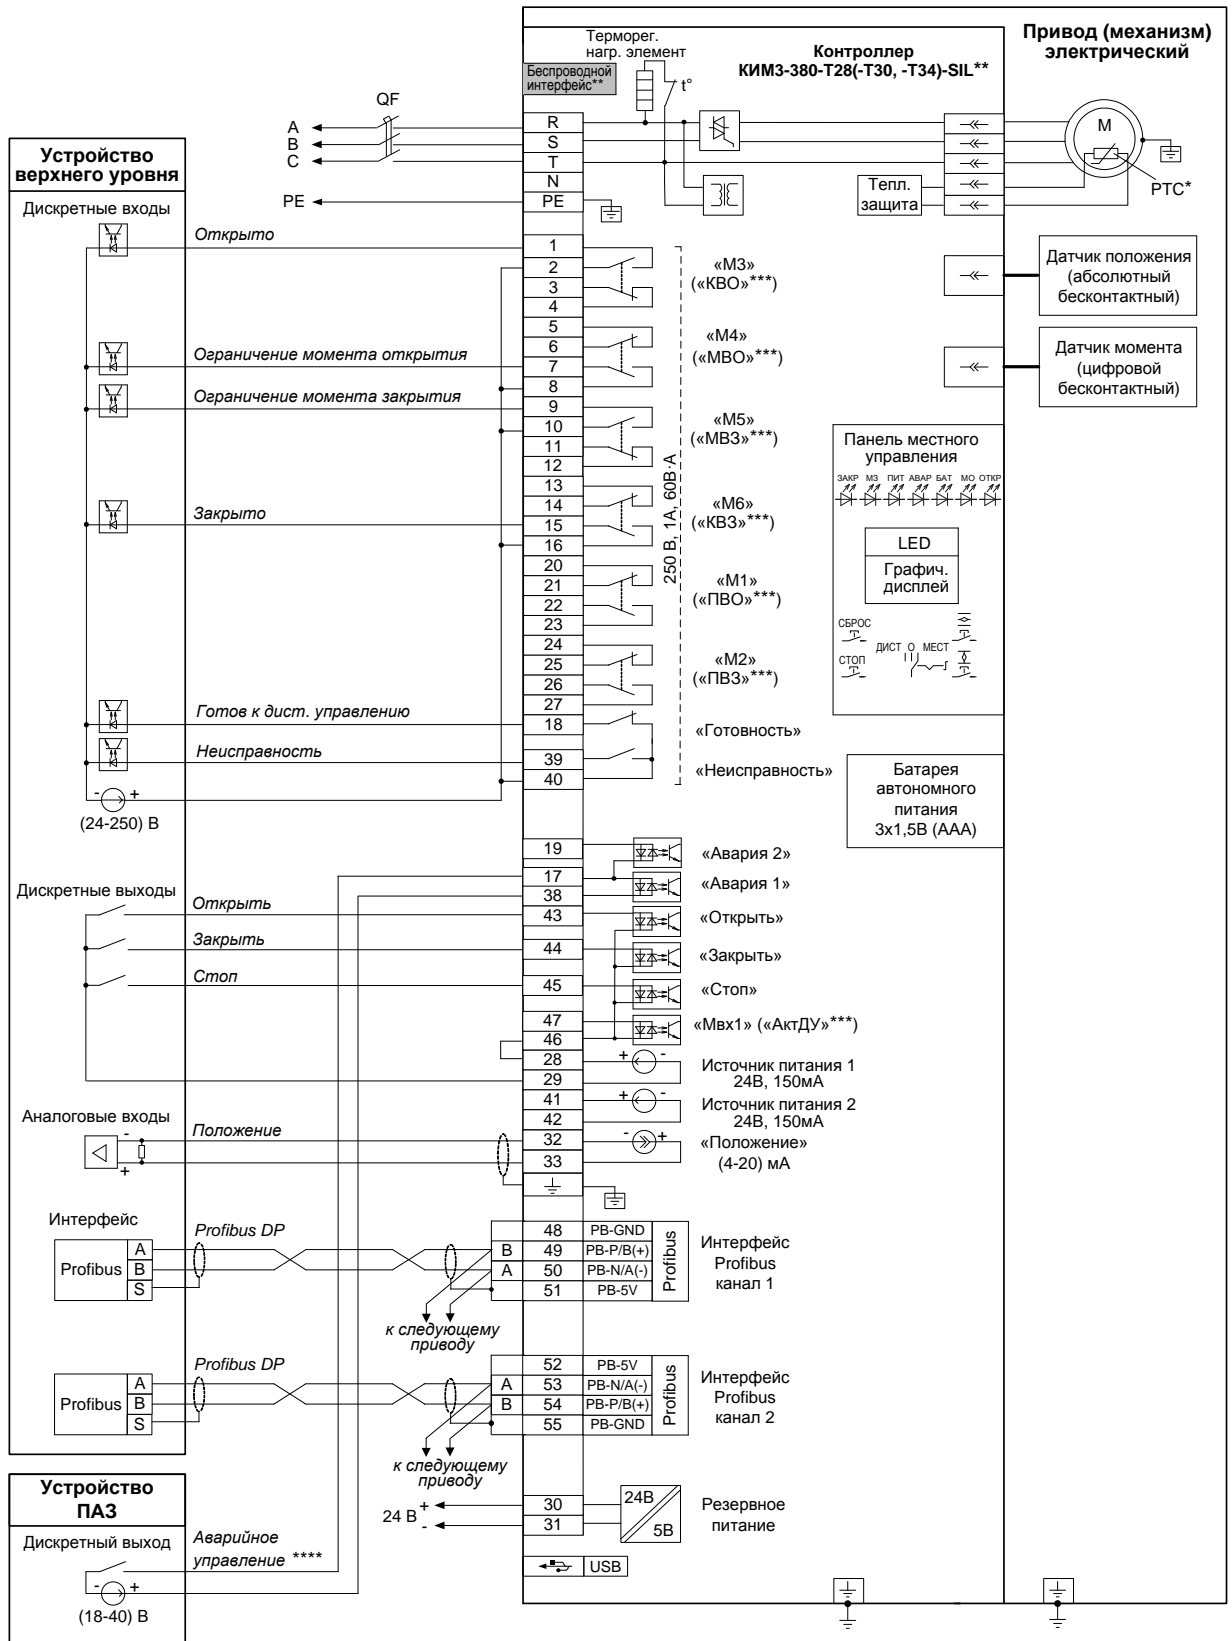 Привод (механизм)
электрический
Контроллер
КИМ3-380-Т28(-Т30, -Т34)-SIL**
Терморег.
нагр. элемент
Беспроводной
интерфейс**
t°
QF
A
B
C
PE
R
S
T
N
PE
M
PTC*
Тепл.
защита
Устройство
верхнего уровня
Дискретные входы
Открыто
Ограничение момента открытия
Ограничение момента закрытия
Закрыто
Готов к дист. управлению
Неисправность
- +
(24-250) В
1
2
3
4
5
6
7
8
9
10
11
12
13
14
15
16
20
21
22
23
24
25
26
27
18
39
40
«М3»
(«КВО»***)
«М4»
(«МВО»***)
«М5»
(«МВЗ»***)
«М6»
(«КВЗ»***)
«М1»
(«ПВО»***)
«М2»
(«ПВЗ»***)
«Готовность»
«Неисправность»
250 В, 1А, 60В·А
Датчик положения
(абсолютный
бесконтактный)
Датчик момента
(цифровой
бесконтактный)
Панель местного
управления
ЗАКР МЗ ПИТ АВАР БАТ МО ОТКР
LED
Графич.
дисплей
СБРОС
СТОП
ДИСТ О МЕСТ
Батарея
автономного
питания
3х1,5В (ААА)
Дискретные выходы
Открыть
Закрыть
Стоп
19
17
38
43
44
45
47
46
28
29
41
42
32
33
«Авария 2»
«Авария 1»
«Открыть»
«Закрыть»
«Стоп»
«Мвх1» («АктДУ»***)
+ -
Источник питания 1
24В, 150мА
+ -
Источник питания 2
24В, 150мА
- +
«Положение»
(4-20) мА
Аналоговые входы
-
+
Положение
Интерфейс
Profibus
A
B
S
Profibus DP
B
A
к следующему
приводу
48 PB-GND
49 PB-P/B(+)
50 PB-N/A(-)
51 PB-5V
Profibus
Интерфейс
Profibus
канал 1
Profibus
A
B
S
Profibus DP
A
B
к следующему
приводу
52 PB-5V
53 PB-N/A(-)
54 PB-P/B(+)
55 PB-GND
Profibus
Интерфейс
Profibus
канал 2
Устройство
ПАЗ
Дискретный выход
- +
(18-40) В
Аварийное
управление ****
24 В
+
-
30
31
24В
5В
Резервное
питание
USB